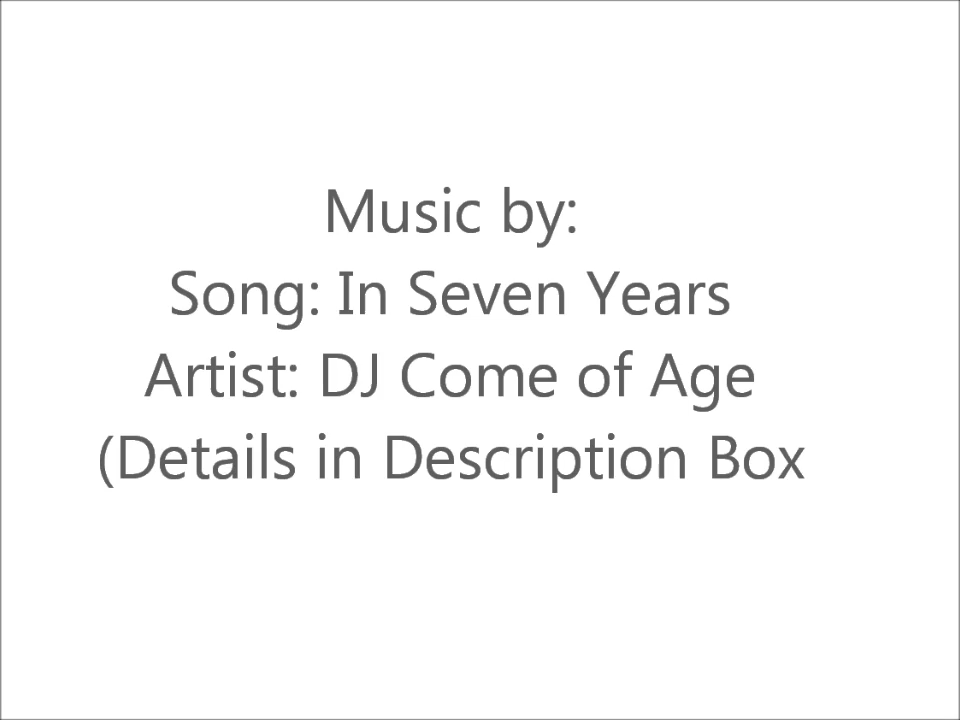 Music by:
Song: In Seven Years
Artist: DJ Come of Age
(Details in Description Box